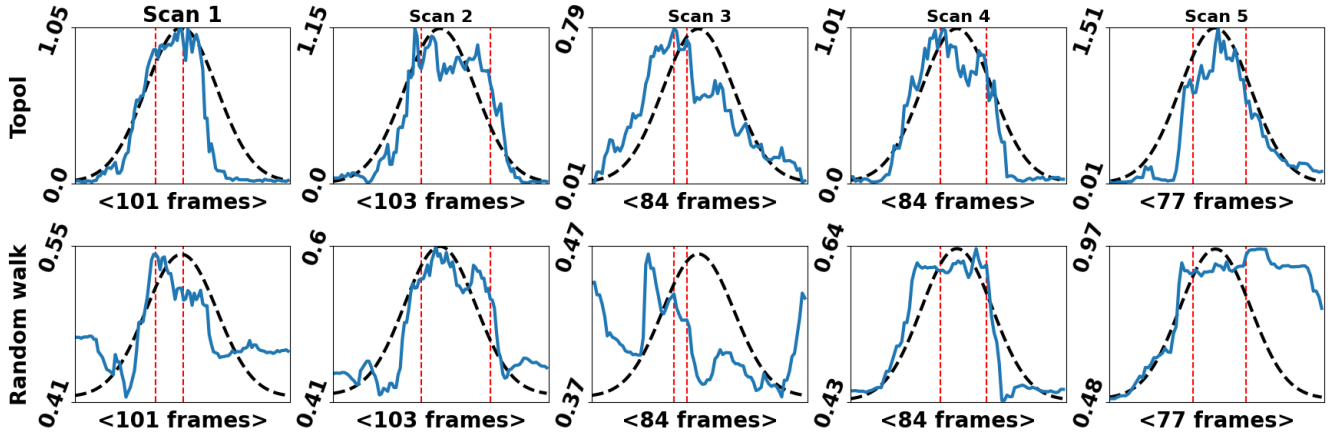 Scan 1 Scan 2 Scan 3 Scan 4 Scan 5
Topol
1.05 1.15 0.79 1.01 1.51
0.0 0.0 0.01 0.0 0.01
<101 frames> <103 frames> <84 frames> <84 frames> <77 frames>
Random walk
0.55 0.6 0.47 0.64 0.97
0.41 0.41 0.37 0.43 0.48
<101 frames> <103 frames> <84 frames> <84 frames> <77 frames>